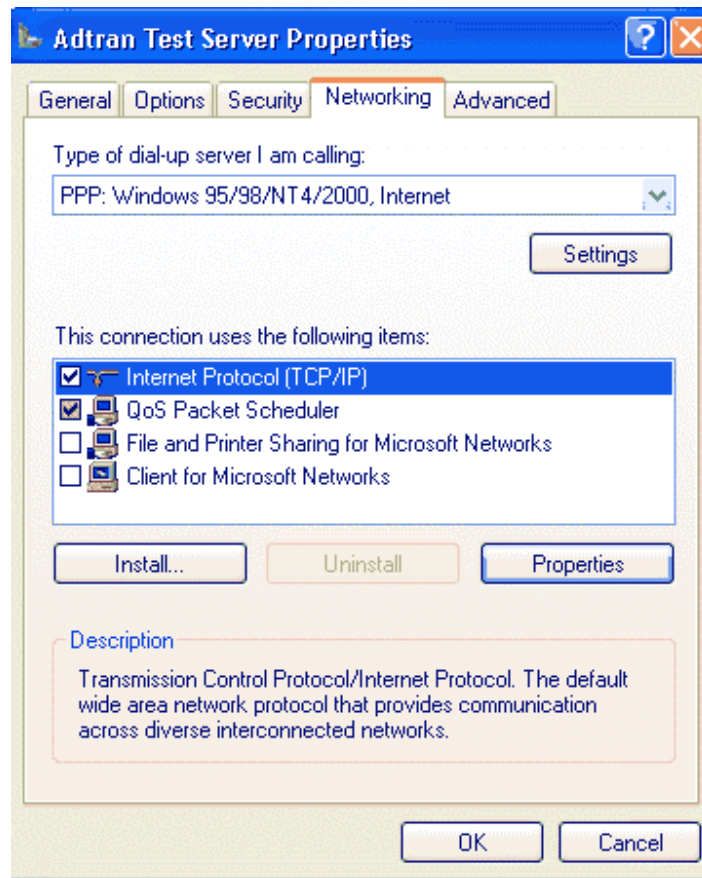 Adtran Test Server Properties
General Options Security Networking Advanced
Type of dial-up server I am calling:
PPP: Windows 95/98/NT4/2000, Internet
Settings
This connection uses the following items:
Internet Protocol (TCP/IP)
QoS Packet Scheduler
File and Printer Sharing for Microsoft Networks
Client for Microsoft Networks
Install... Uninstall Properties
Description
Transmission Control Protocol/Internet Protocol. The default
wide area network protocol that provides communication
across diverse interconnected networks.
OK Cancel